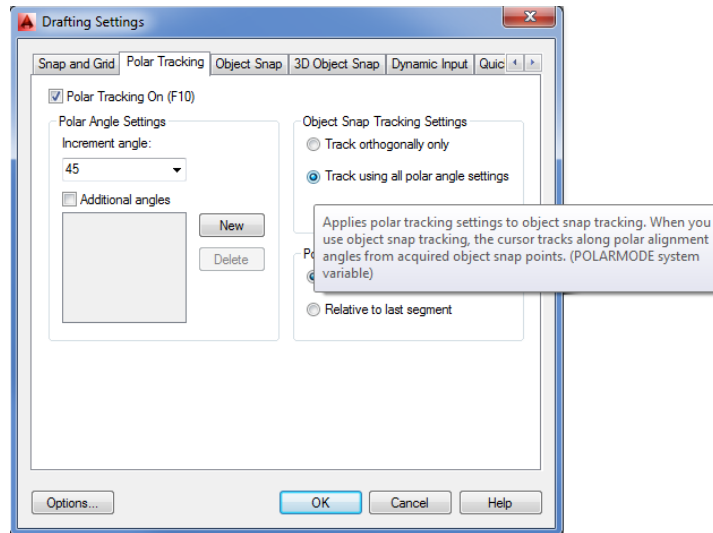 Drafting Settings
Snap and Grid Polar Tracking Object Snap 3D Object Snap Dynamic Input Quic
Polar Tracking On (F10)
Polar Angle Settings
Increment angle:
45
Additional angles
New
Delete
Object Snap Tracking Settings
Track orthogonally only
Track using all polar angle settings
Applies polar tracking settings to object snap tracking. When you
use object snap tracking, the cursor tracks along polar alignment
angles from acquired object snap points. (POLARMODE system
variable)
Relative to last segment
Options... OK Cancel Help